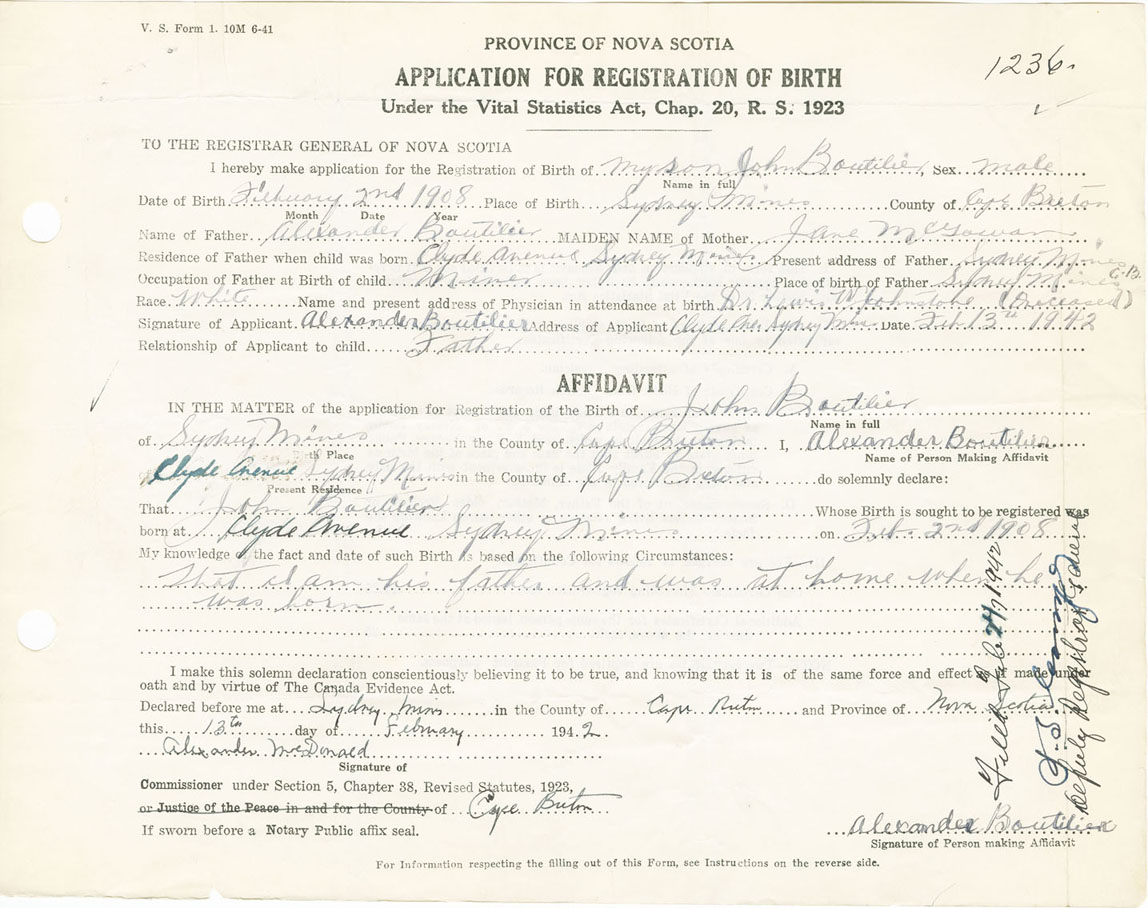 V. S. Form 1. 10M 6-41
PROVINCE OF NOVA SCOTIA
1236.
APPLICATION FOR REGISTRATION OF BIRTH
Under the Vital Statistics Act, Chap. 20, R. S. 1923
TO THE REGISTRAR GENERAL OF NOVA SCOTIA
I hereby make application for the Registration of Birth of my son John Boutilier, Sex male
Name in full
Date of Birth February 2nd 1908 Place of Birth Sydney Mines County of Cape Breton
Month Date Year
Name of Father Alexander Boutilier MAIDEN NAME of Mother Jane McGowan
Residence of Father when child was born Clyde Avenue Sydney Mines Present address of Father Sydney Mines
Occupation of Father at Birth of child Miner Place of birth of Father Sydney Mines C.B.
Race White Name and present address of Physician in attendance at birth Dr. Lewis W Johnstone (Deceased)
Signature of Applicant Alexander Boutilier Address of Applicant Clyde Ave Sydney Min Date Feb 13th 1942
Relationship of Applicant to child Father
AFFIDAVIT
IN THE MATTER of the application for Registration of the Birth of John Boutilier
Name in full
of Sydney Mines in the County of Cape Breton I, Alexander Boutilier
Birth Place Name of Person Making Affidavit
Clyde Avenue Sydney Mines in the County of Cape Breton do solemnly declare:
Present Residence
That John Boutilier Whose Birth is sought to be registered was
born at Clyde Avenue Sydney Mines on Feb. 2nd 1908
My knowledge of the fact and date of such Birth is based on the following Circumstances:
That I am his father and was at home when he
was born.
I make this solemn declaration conscientiously believing it to be true, and knowing that it is of the same force and effect as if made under
oath and by virtue of The Canada Evidence Act.
Declared before me at Sydney Mines in the County of Cape Breton and Province of Nova Scotia
this 13th day of February 1942.
Alexander McDonald
Signature of
Commissioner under Section 5, Chapter 38, Revised Statutes, 1923,
or Justice of the Peace in and for the County of Cape Breton
If sworn before a Notary Public affix seal.
Alexander Boutilier
Signature of Person making Affidavit
For Information respecting the filling out of this Form, see Instructions on the reverse side.
Filed Feb 24, 1942
Deputy Registrar General